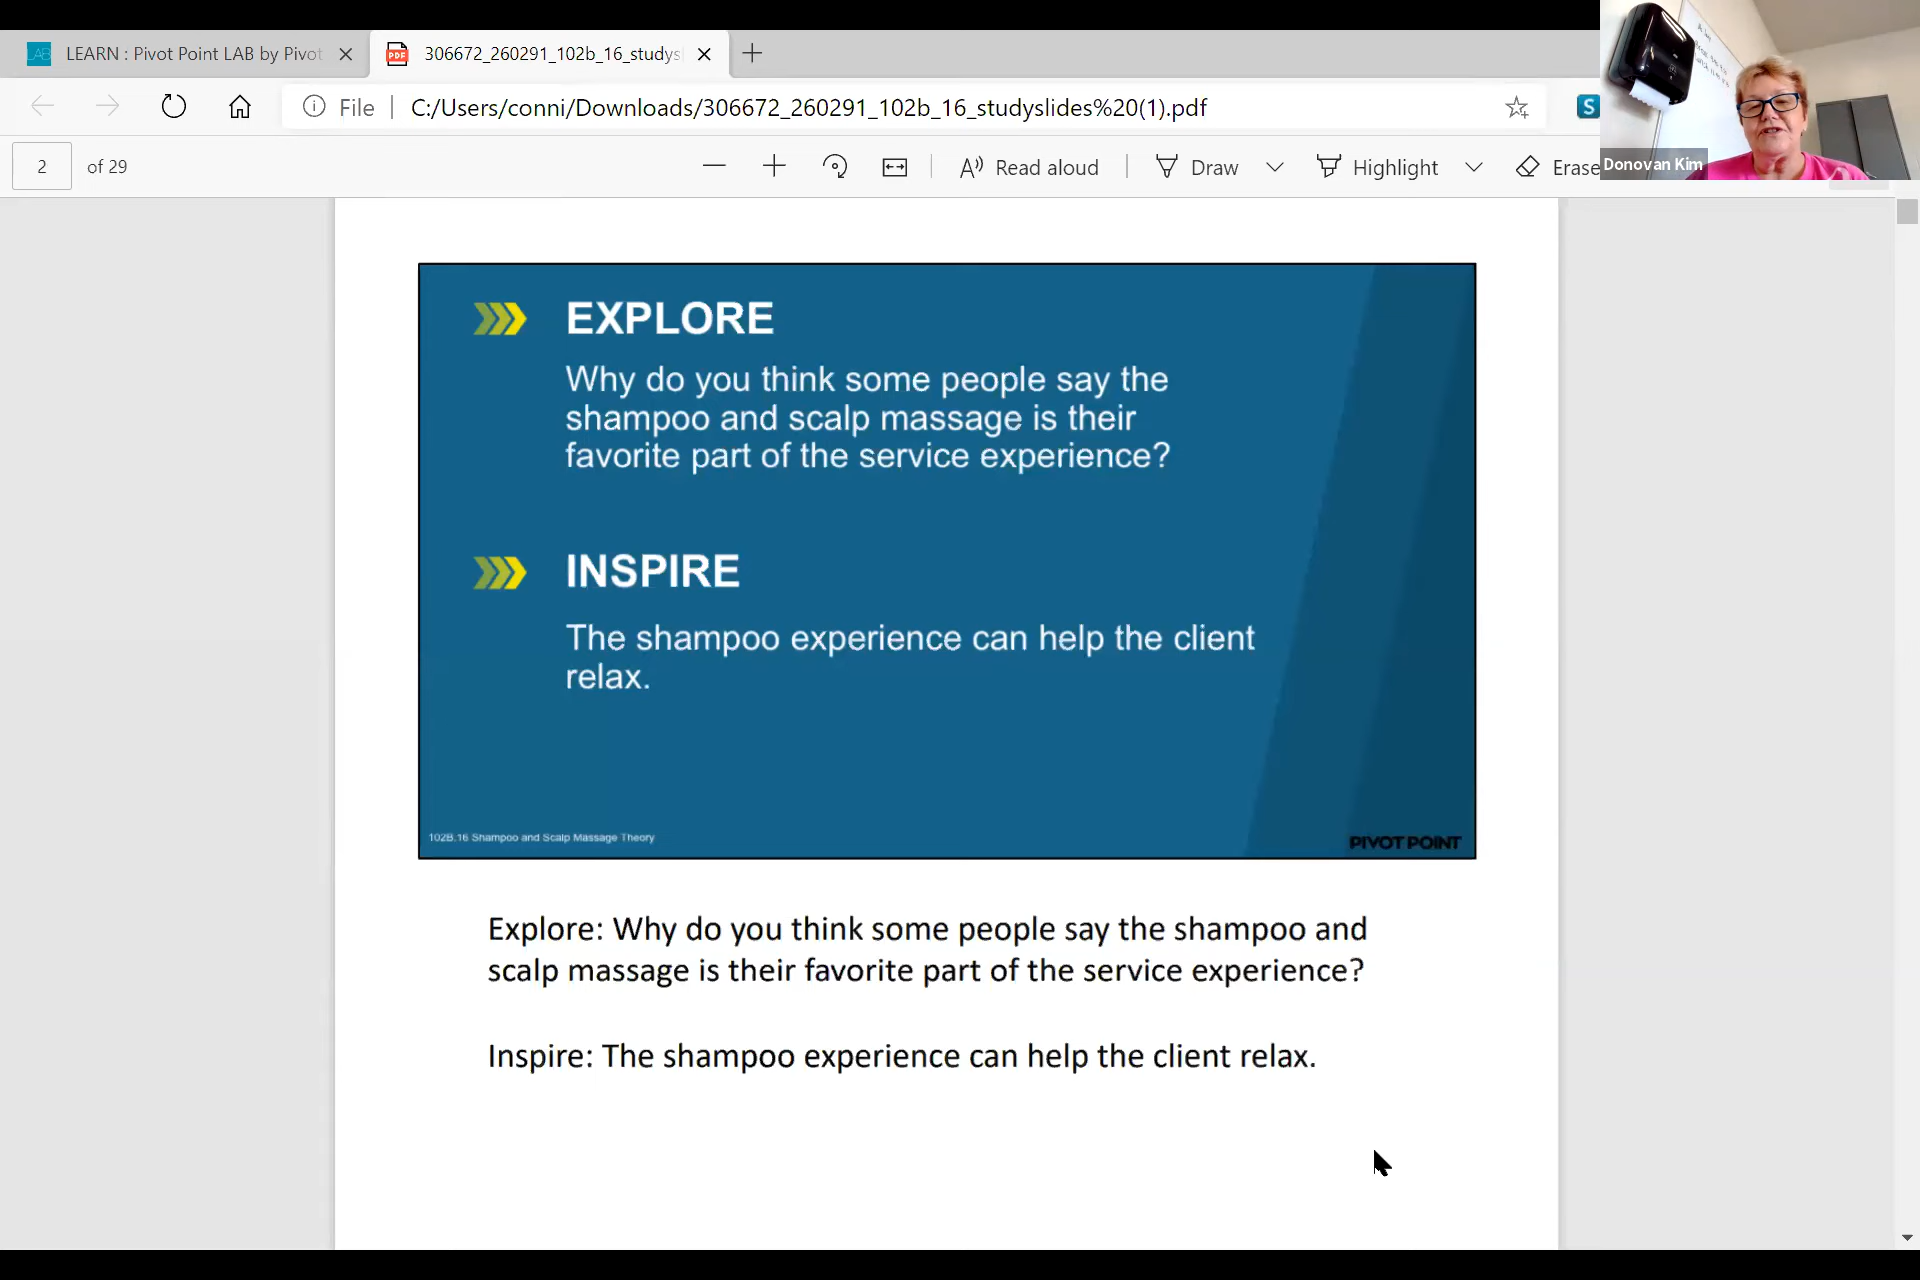 LEARN : Pivot Point LAB by Pivot
306672_260291_102b_16_studys
File
C:/Users/conni/Downloads/306672_260291_102b_16_studyslides%20(1).pdf
S
2 of 29
Read aloud
Draw
Highlight
Erase
Donovan Kim
EXPLORE
Why do you think some people say the
shampoo and scalp massage is their
favorite part of the service experience?
INSPIRE
The shampoo experience can help the client
relax.
102B.16 Shampoo and Scalp Massage Theory
PIVOT POINT
Explore: Why do you think some people say the shampoo and
scalp massage is their favorite part of the service experience?
Inspire: The shampoo experience can help the client relax.